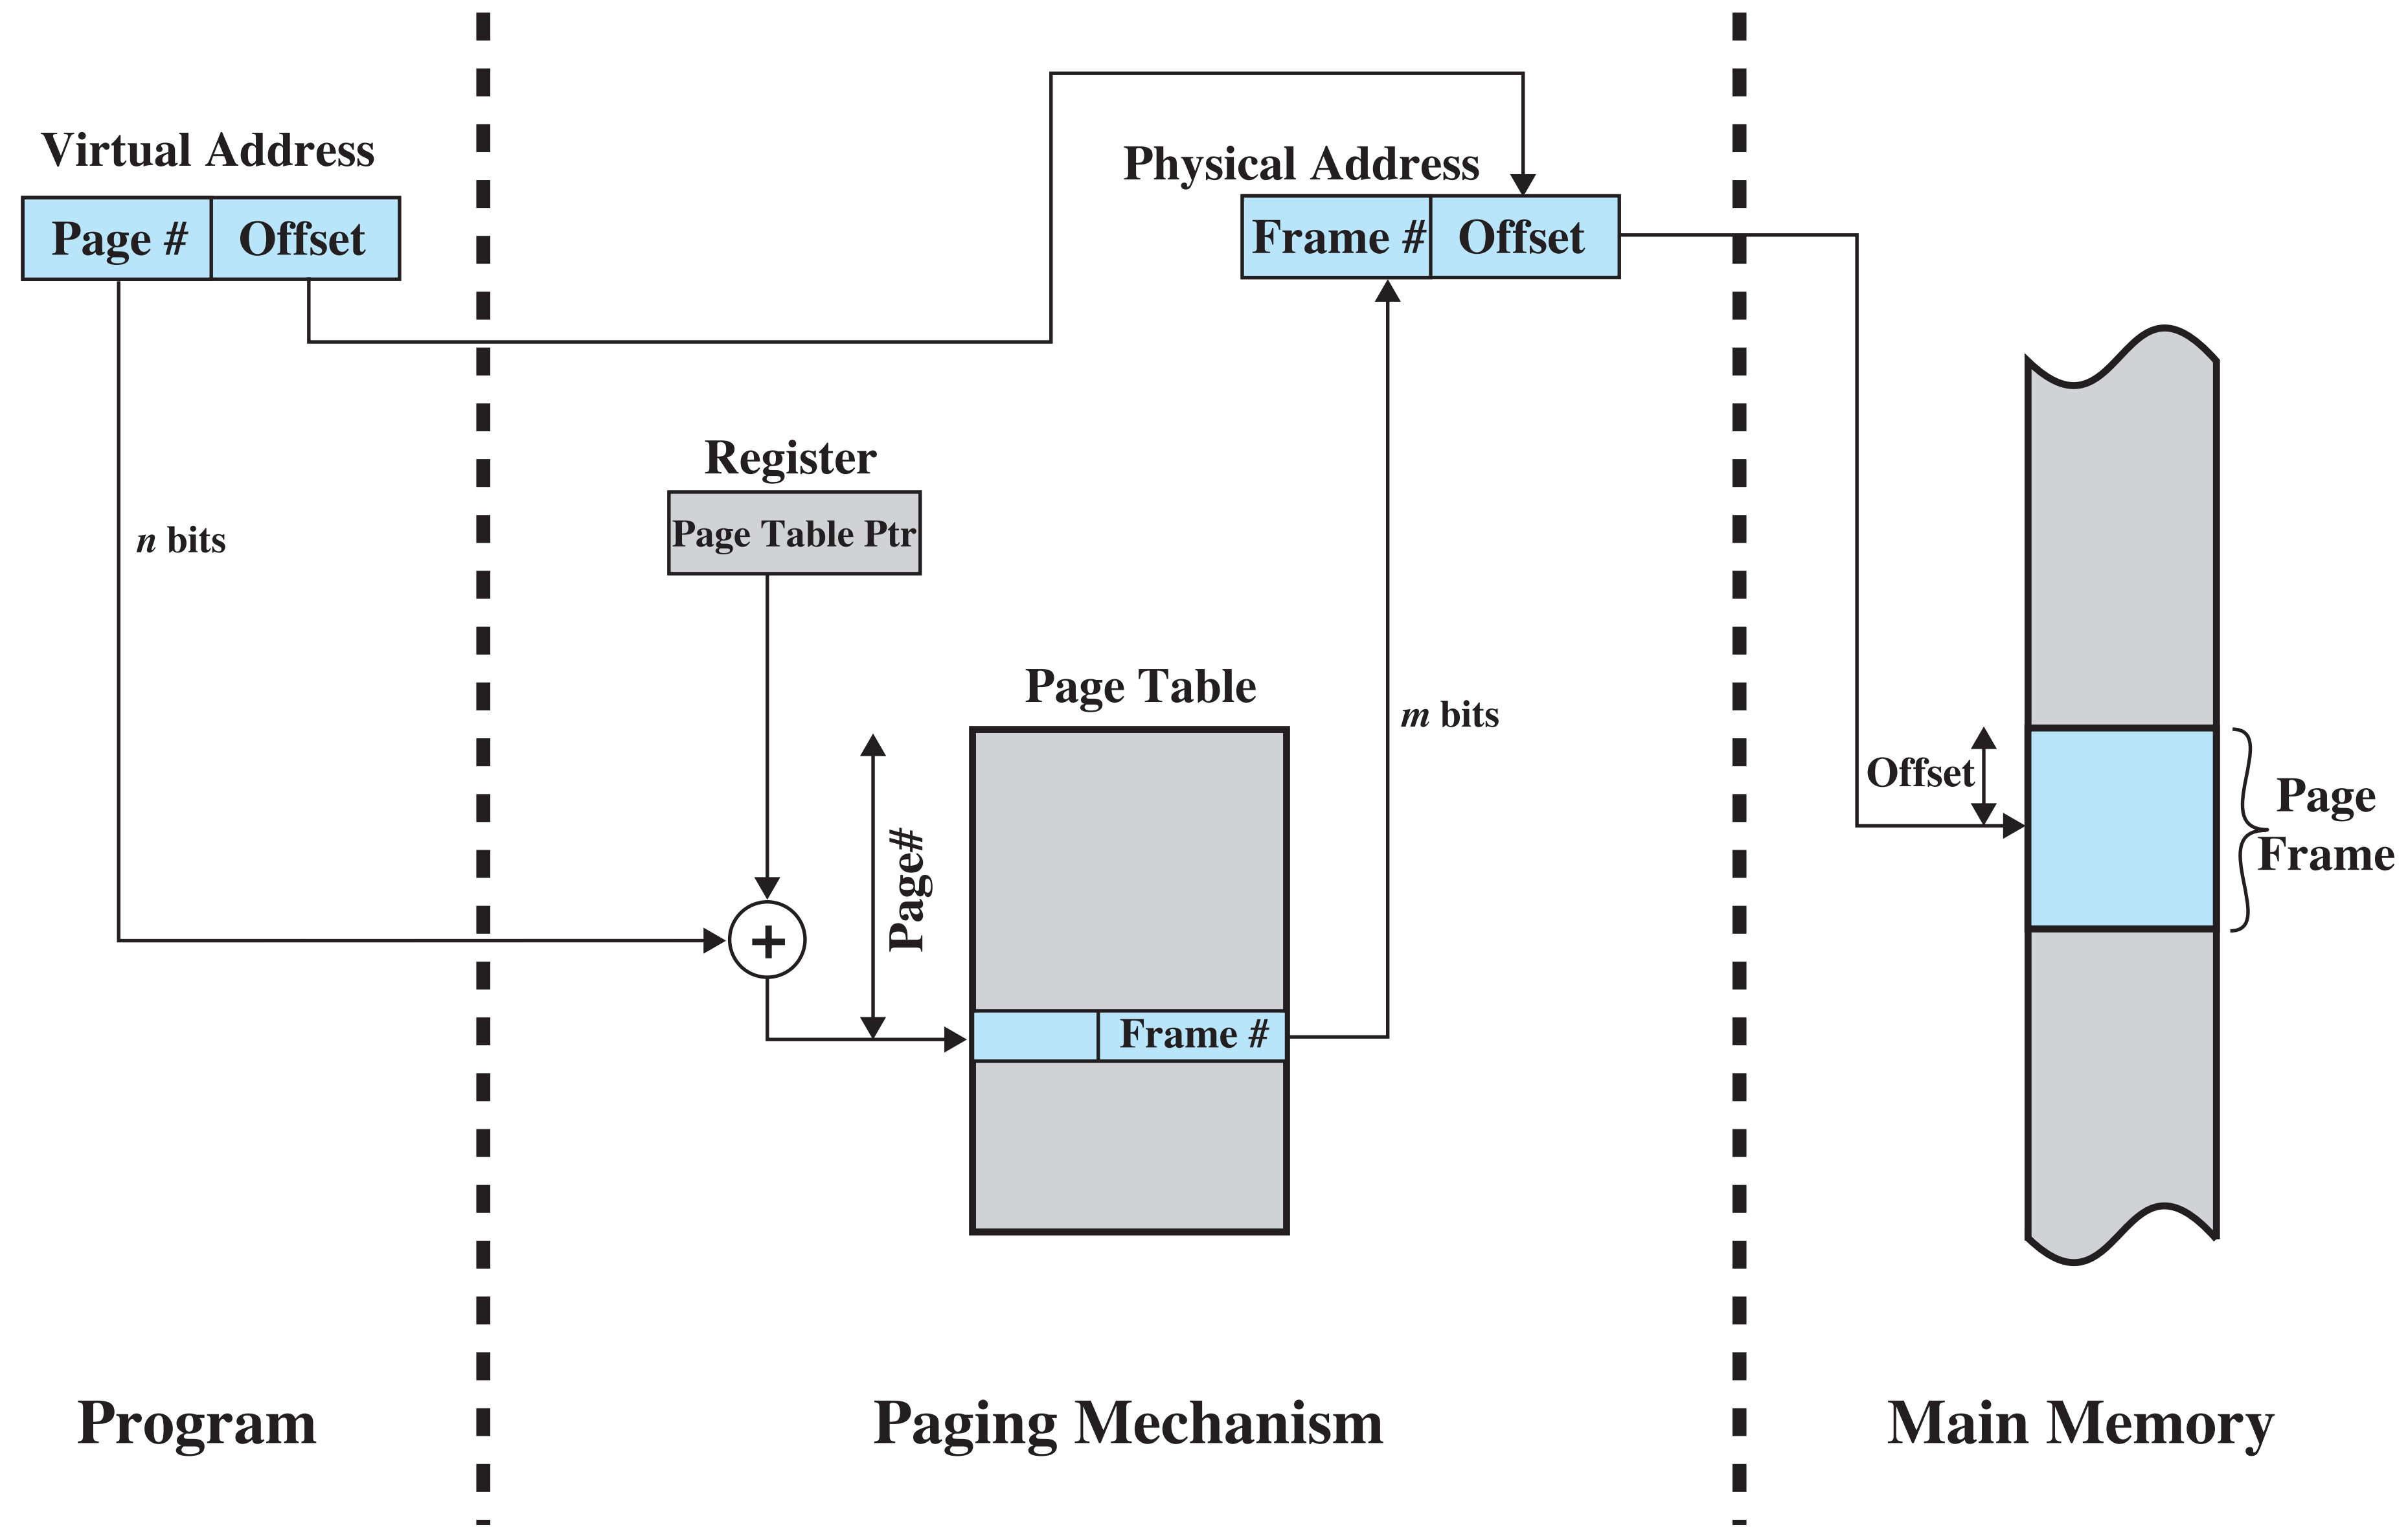 Virtual Address
Page # Offset
Physical Address
Frame # Offset
Register
Page Table Ptr
n bits
Page Table
m bits
Page#
Frame #
Offset
Page
Frame
+
Program
Paging Mechanism
Main Memory